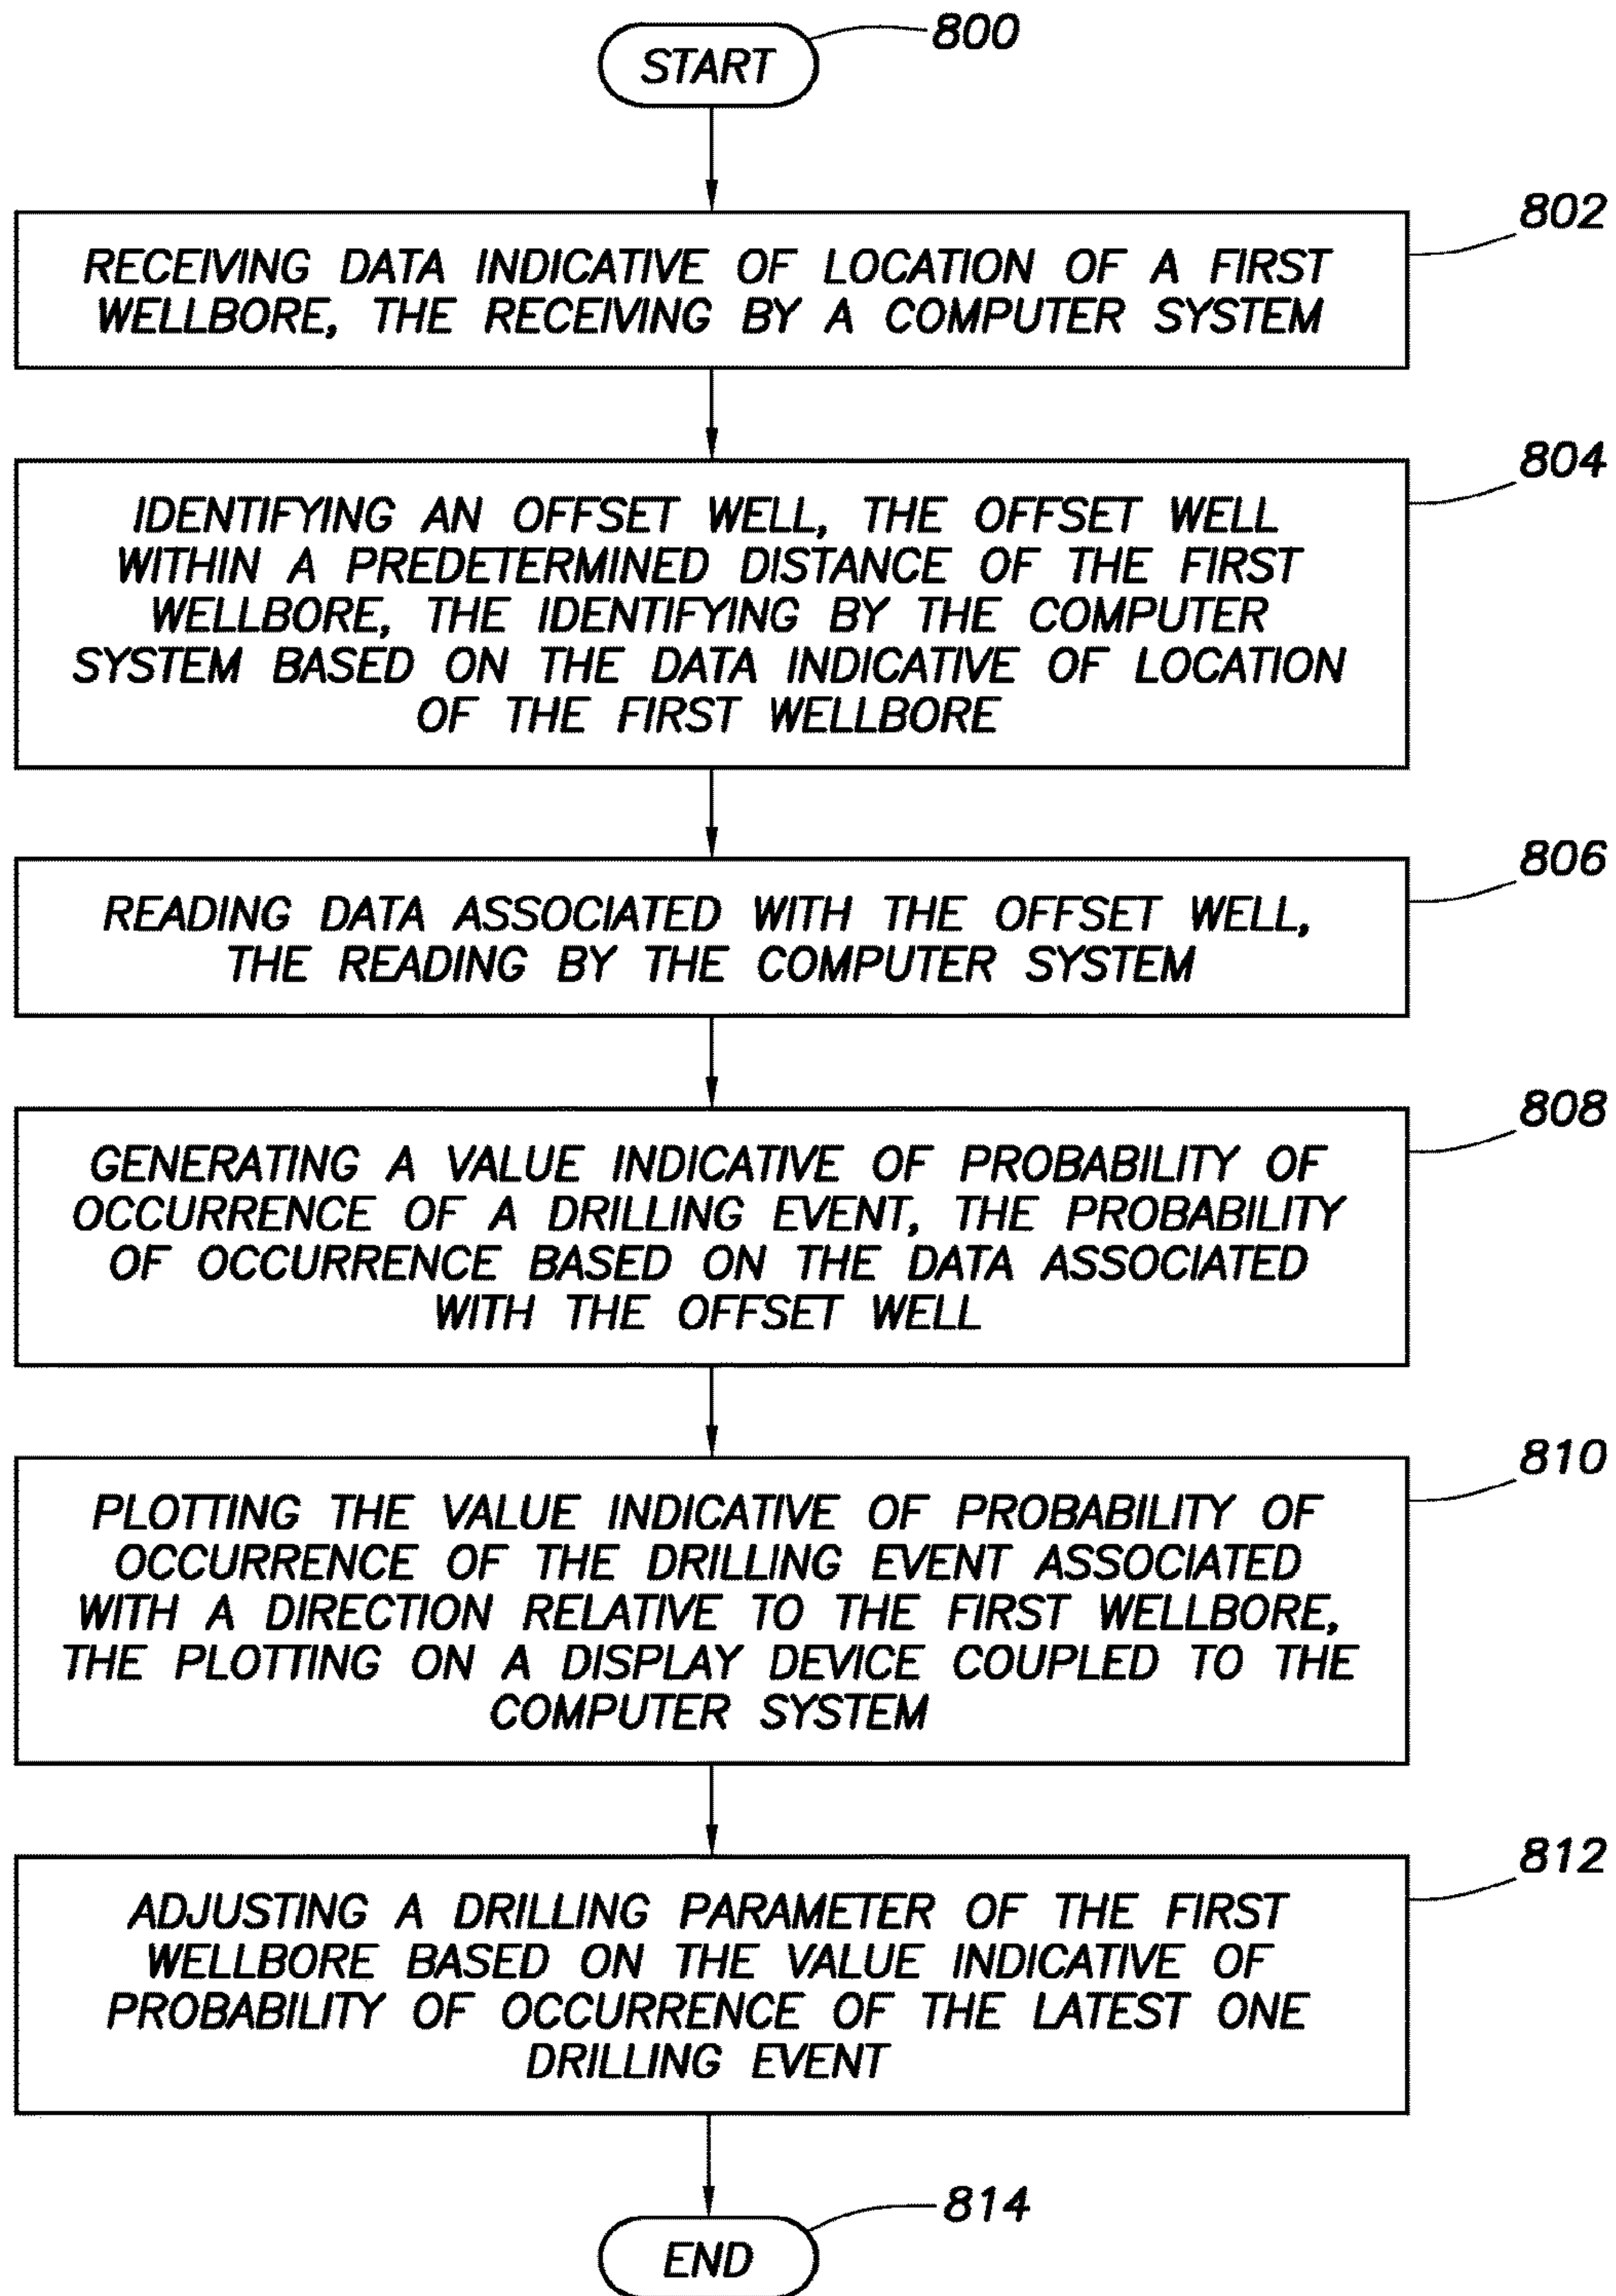 START
800
802
RECEIVING DATA INDICATIVE OF LOCATION OF A FIRST
WELLBORE, THE RECEIVING BY A COMPUTER SYSTEM
804
IDENTIFYING AN OFFSET WELL, THE OFFSET WELL
WITHIN A PREDETERMINED DISTANCE OF THE FIRST
WELLBORE, THE IDENTIFYING BY THE COMPUTER
SYSTEM BASED ON THE DATA INDICATIVE OF LOCATION
OF THE FIRST WELLBORE
806
READING DATA ASSOCIATED WITH THE OFFSET WELL,
THE READING BY THE COMPUTER SYSTEM
808
GENERATING A VALUE INDICATIVE OF PROBABILITY OF
OCCURRENCE OF A DRILLING EVENT, THE PROBABILITY
OF OCCURRENCE BASED ON THE DATA ASSOCIATED
WITH THE OFFSET WELL
810
PLOTTING THE VALUE INDICATIVE OF PROBABILITY OF
OCCURRENCE OF THE DRILLING EVENT ASSOCIATED
WITH A DIRECTION RELATIVE TO THE FIRST WELLBORE,
THE PLOTTING ON A DISPLAY DEVICE COUPLED TO THE
COMPUTER SYSTEM
812
ADJUSTING A DRILLING PARAMETER OF THE FIRST
WELLBORE BASED ON THE VALUE INDICATIVE OF
PROBABILITY OF OCCURRENCE OF THE LATEST ONE
DRILLING EVENT
814
END